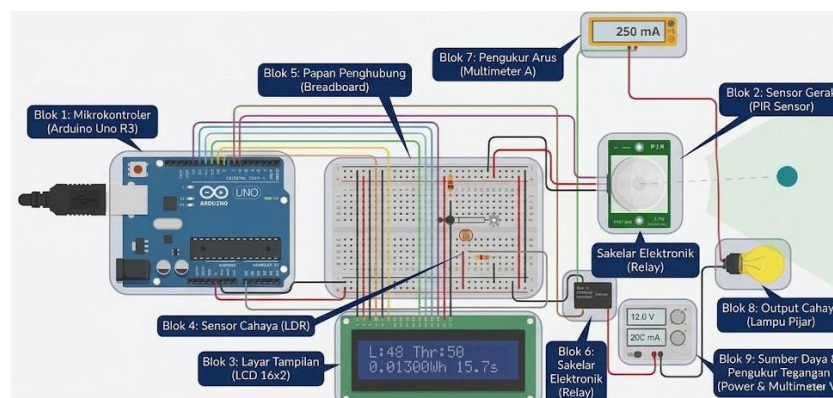 250 mA
Blok 7: Pengukur Arus
(Multimeter A)
Blok 5: Papan Penghubung
(Breadboard)
Blok 2: Sensor Gerak
(PIR Sensor)
Blok 1: Mikrokontroler
(Arduino Uno R3)
PIR
UNO
ARDUINO
Sakelar Elektronik
(Relay)
Blok 4: Sensor Cahaya (LDR)
Blok 8: Output Cahay
(Lampu Pijar)
12.0 V
20C mA
Blok 3: Layar Tampilan
(LCD 16x2)
L:48 Thr:50
0.01300Wh 15.7s
Blok 6:
Sakelar
Elektronik
(Relay)
Blok 9: Sumber Daya &
Pengukur Tegangan
(Power & Multimeter V